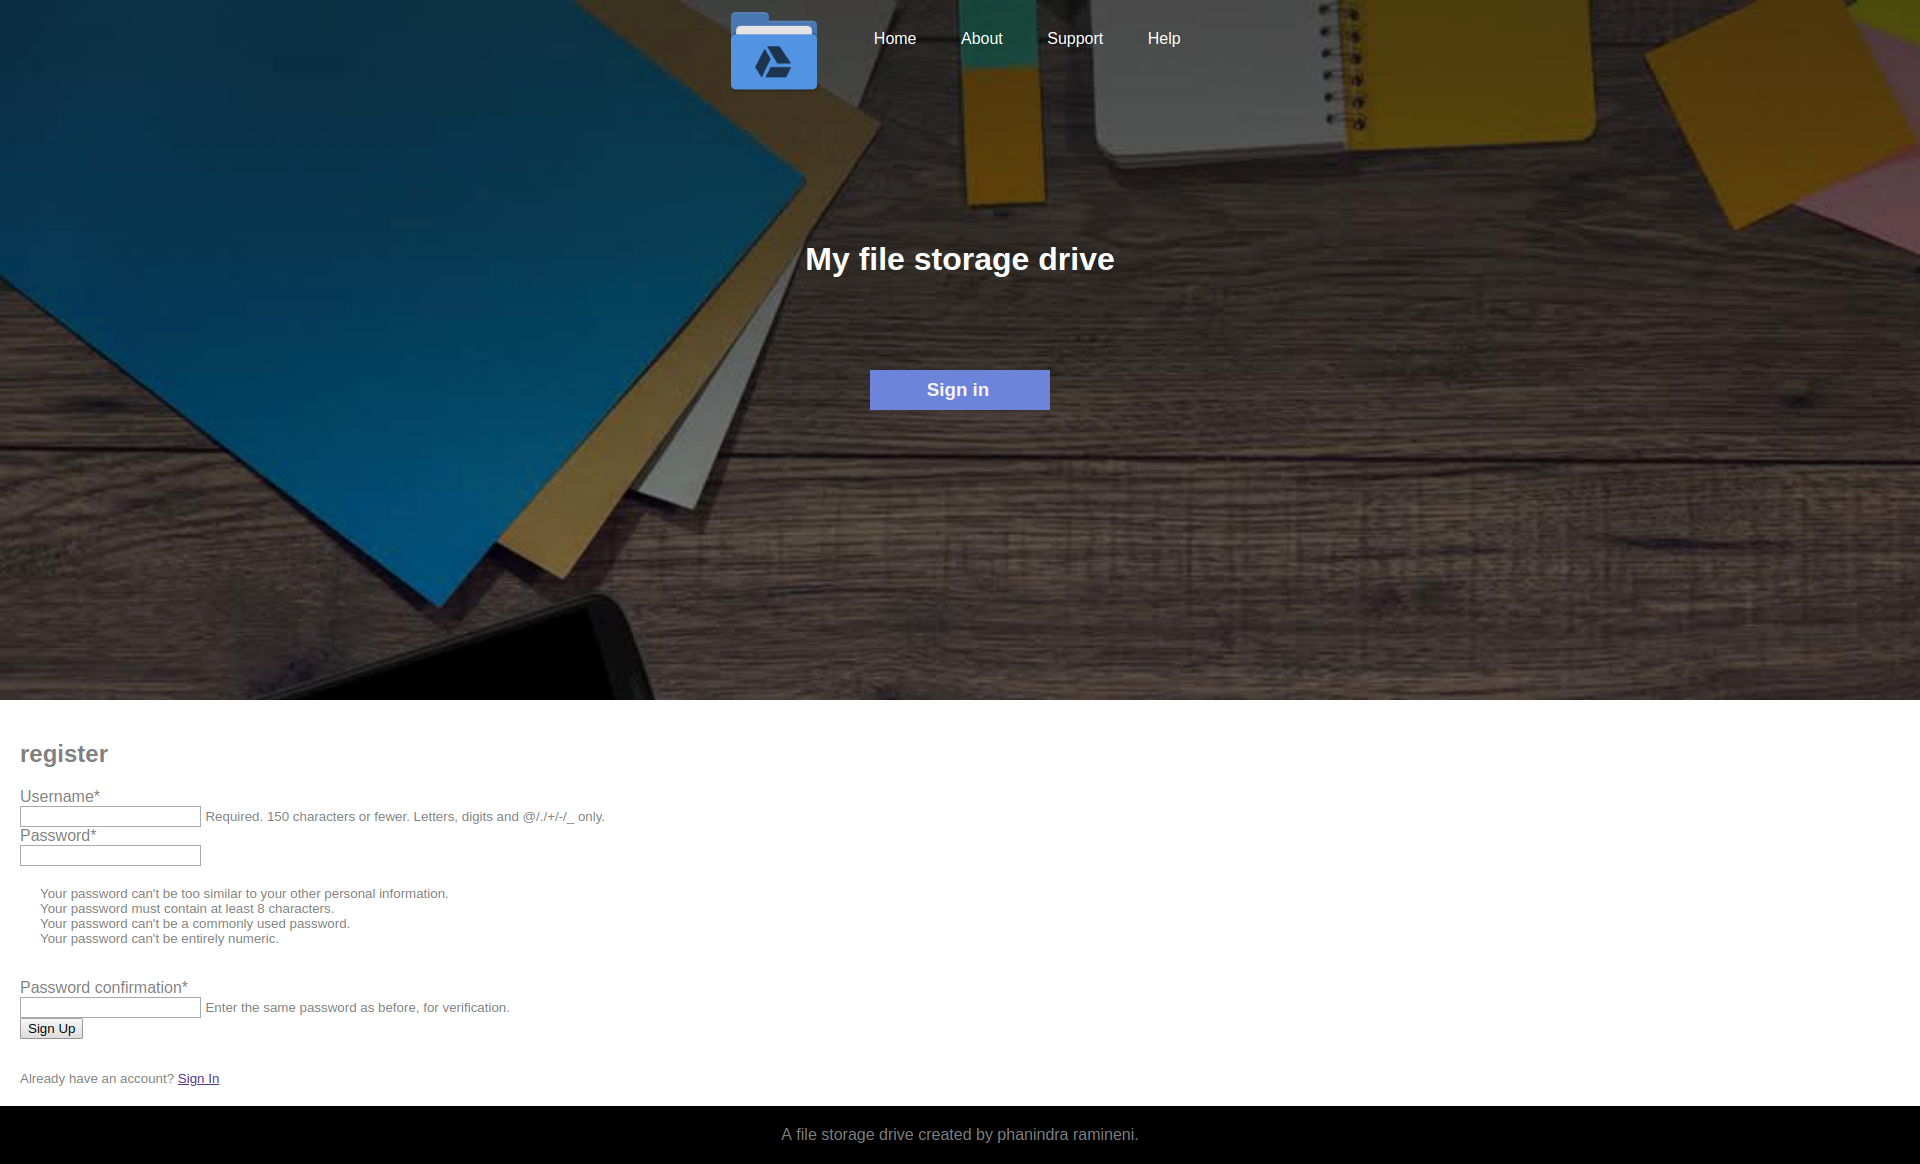 Home About Support Help
My file storage drive
Sign in
register
Username*
Required. 150 characters or fewer. Letters, digits and @/./+/-/_ only.
Password*
Your password can't be too similar to your other personal information.
Your password must contain at least 8 characters.
Your password can't be a commonly used password.
Your password can't be entirely numeric.
Password confirmation*
Enter the same password as before, for verification.
Sign Up
Already have an account? Sign In
A file storage drive created by phanindra ramineni.